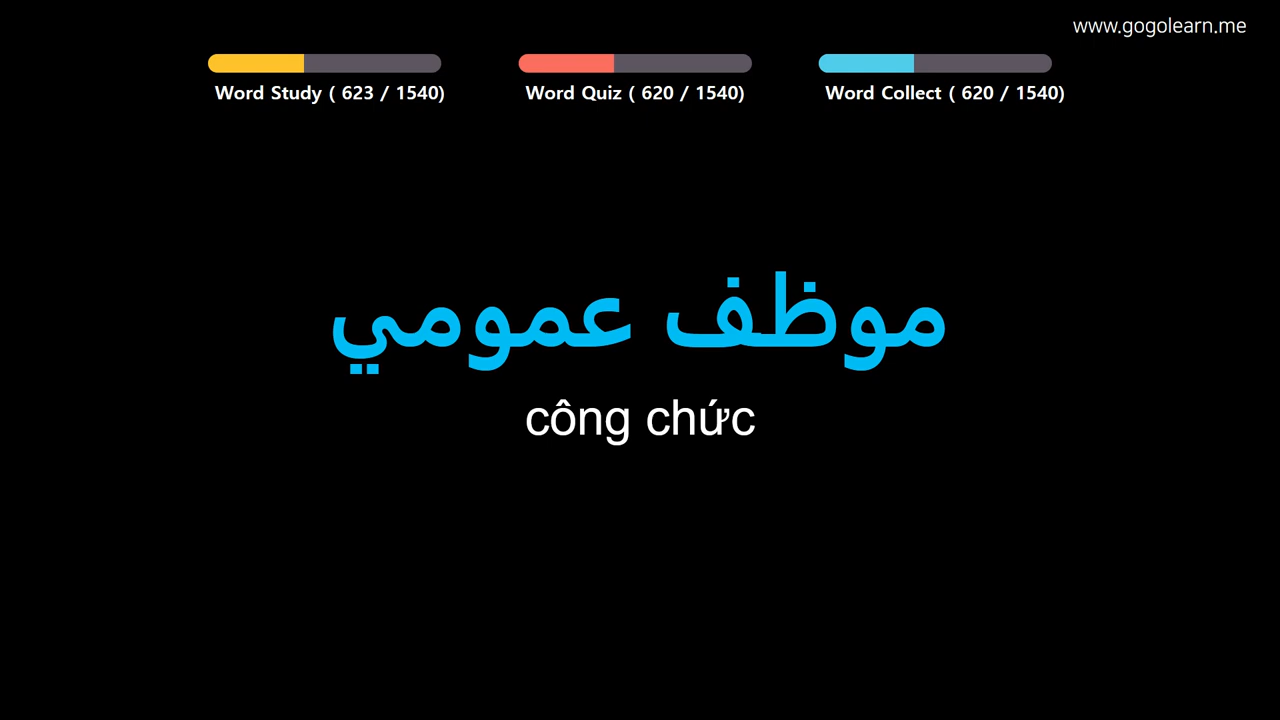 www.gogolearn.me
Word Study ( 623 / 1540)
Word Quiz ( 620 / 1540)
Word Collect ( 620 / 1540)
موظف عمومي
công chức